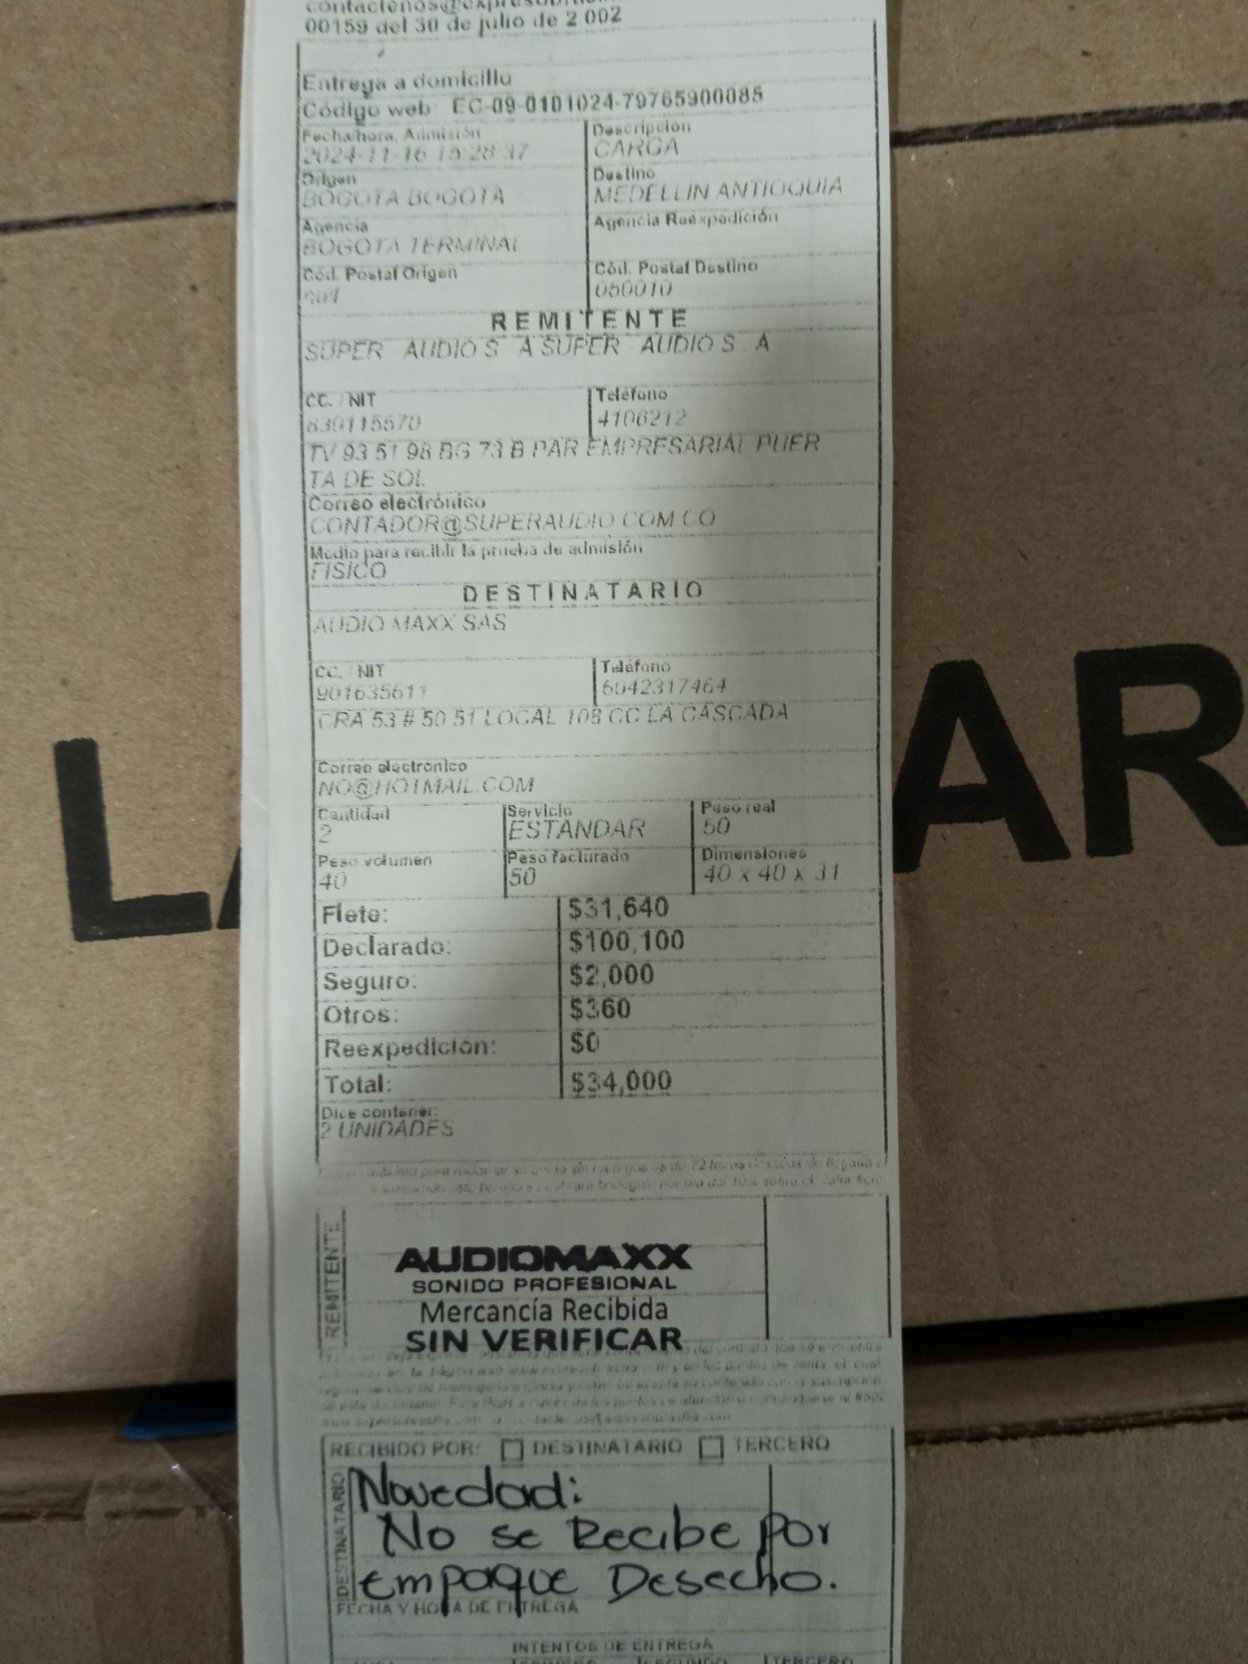 00159 del 30 de julio de 2 002
Entrega a domicilio
Código web: EC-09-0101024-79765900085
Fecha/hora, Admisión
2024-11-16 15:28:37
Descripción
CARGA
Origen
BOGOTA BOGOTA
Destino
MEDELLIN ANTIOQUIA
Agencia
BOGOTA TERMINAL
Agencia Reexpedición
Cód. Postal Origen
Cód. Postal Destino
050010
REMITENTE
SUPER AUDIO S A SUPER AUDIO S . A
CC. / NIT
830115570
Teléfono
4106212
TV 93 51 98 BG 73 B PAR EMPRESARIAL PUER
TA DE SOL
Correo electrónico
CONTADOR@SUPERAUDIO.COM.CO
Medio para recibir la prueba de admisión
FISICO
DESTINATARIO
AUDIO MAXX SAS
CC. / NIT
901635611
Teléfono
6042317464
CRA 53 # 50 51 LOCAL 108 CC LA CASCADA
Correo electrónico
NO@HOTMAIL.COM
Cantidad
2
Servicio
ESTANDAR
Peso real
50
Peso volumen
40
Peso facturado
50
Dimensiones
40 x 40 x 31
Flete: $31,640
Declarado: $100,100
Seguro: $2,000
Otros: $360
Reexpedición: $0
Total: $34,000
Dice contener:
2 UNIDADES
REMITENTE
AUDIOMAXX
SONIDO PROFESIONAL
Mercancía Recibida
SIN VERIFICAR
RECIBIDO POR: DESTINATARIO TERCERO
DESTINATARIO
Novedad:
No se Recibe por
empaque Desecho.
FECHA Y HORA DE ENTREGA
INTENTOS DE ENTREGA
TERCERO
L
AR